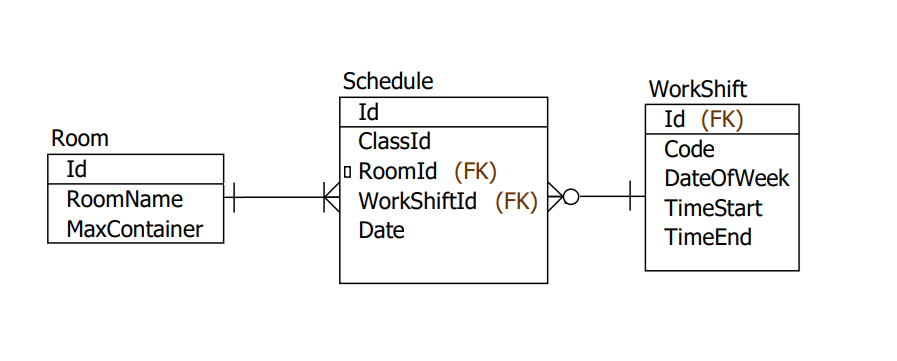 Room
Id
RoomName
MaxContainer
Schedule
Id
ClassId
RoomId (FK)
WorkShiftId (FK)
Date
WorkShift
Id (FK)
Code
DateOfWeek
TimeStart
TimeEnd